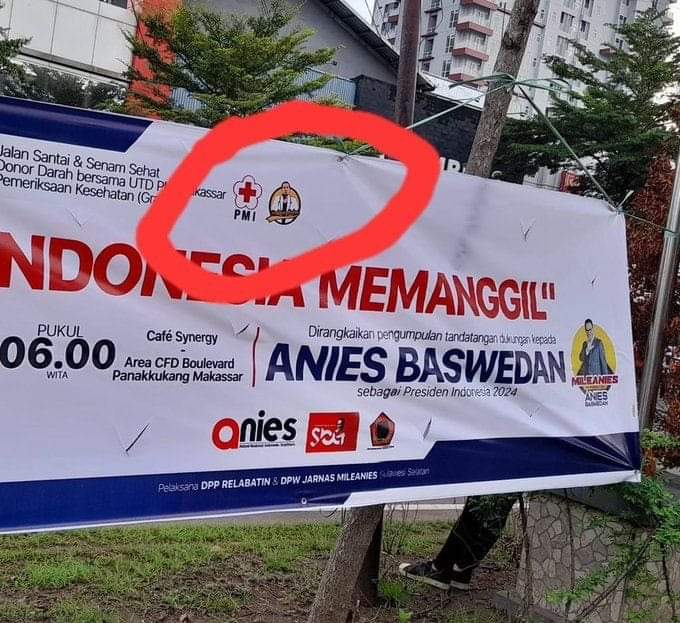 Jalan Santai & Senam Sehat
Donor Darah bersama UTD Makassar
Pemeriksaan Kesehatan
PMI
NDONESIA MEMANGGIL"
PUKUL
06.00
WITA
Café Synergy
-
Area CFD Boulevard
Panakkukang Makassar
Dirangkaikan pengumpulan tandatangan dukungan kepada
ANIES BASWEDAN
sebagai Presiden Indonesia 2024
MILEANIES
ANIES
BASWEDAN
anies
Pelaksana DPP RELABATIN & DPW JARNAS MILEANIES Sulawesi Selatan